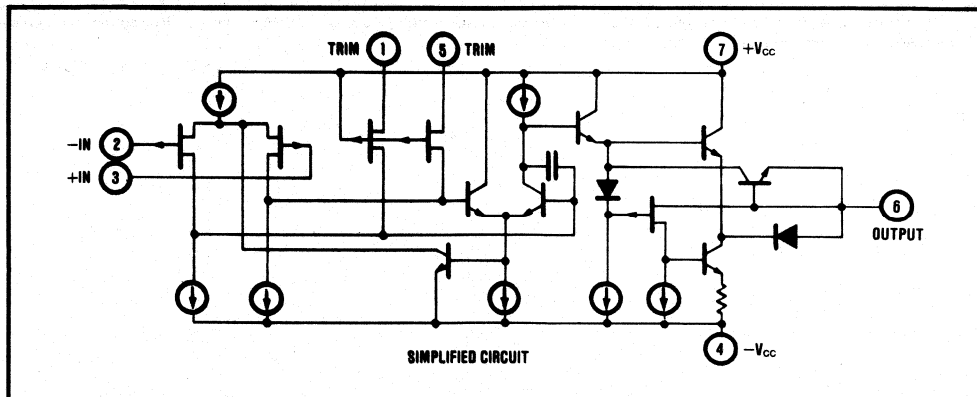 TRIM 1 5 TRIM 7 +VCC
−IN 2
+IN 3
6
OUTPUT
SIMPLIFIED CIRCUIT
4 −VCC